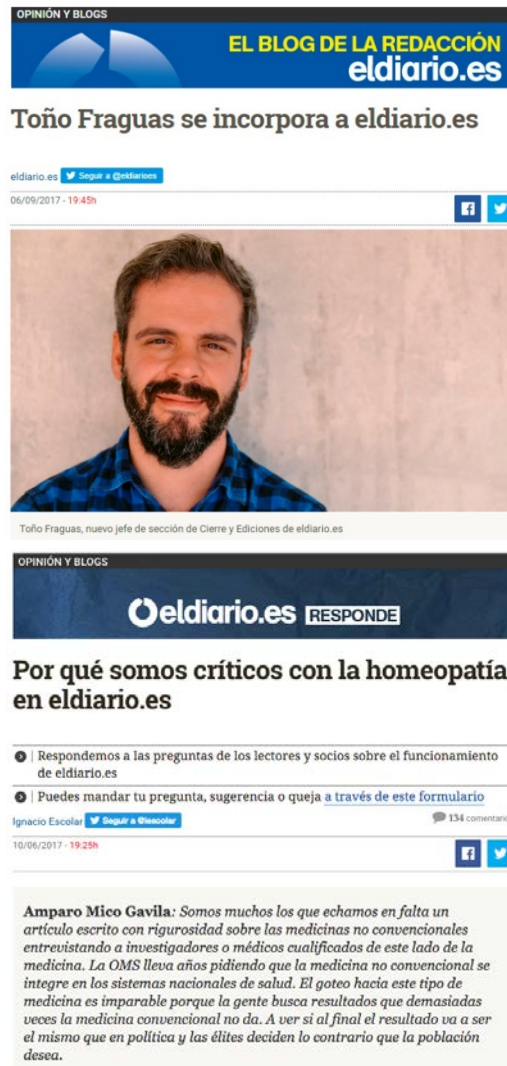 OPINIÓN Y BLOGS
EL BLOG DE LA REDACCIÓN
eldiario.es
Toño Fraguas se incorpora a eldiario.es
eldiario.es Seguir a @eldiarioes
06/09/2017 - 19:45h
Toño Fraguas, nuevo jefe de sección de Cierre y Ediciones de eldiario.es
OPINIÓN Y BLOGS
eldiario.es RESPONDE
Por qué somos críticos con la homeopatía
en eldiario.es
Respondemos a las preguntas de los lectores y socios sobre el funcionamiento
de eldiario.es
Puedes mandar tu pregunta, sugerencia o queja a través de este formulario
Ignacio Escolar Seguir a @iescolar 134 comentario
10/06/2017 - 19:25h
Amparo Mico Gavila: Somos muchos los que echamos en falta un
artículo escrito con rigurosidad sobre las medicinas no convencionales
entrevistando a investigadores o médicos cualificados de este lado de la
medicina. La OMS lleva años pidiendo que la medicina no convencional se
integre en los sistemas nacionales de salud. El goteo hacia este tipo de
medicina es imparable porque la gente busca resultados que demasiadas
veces la medicina convencional no da. A ver si al final el resultado va a ser
el mismo que en política y las élites deciden lo contrario que la población
desea.